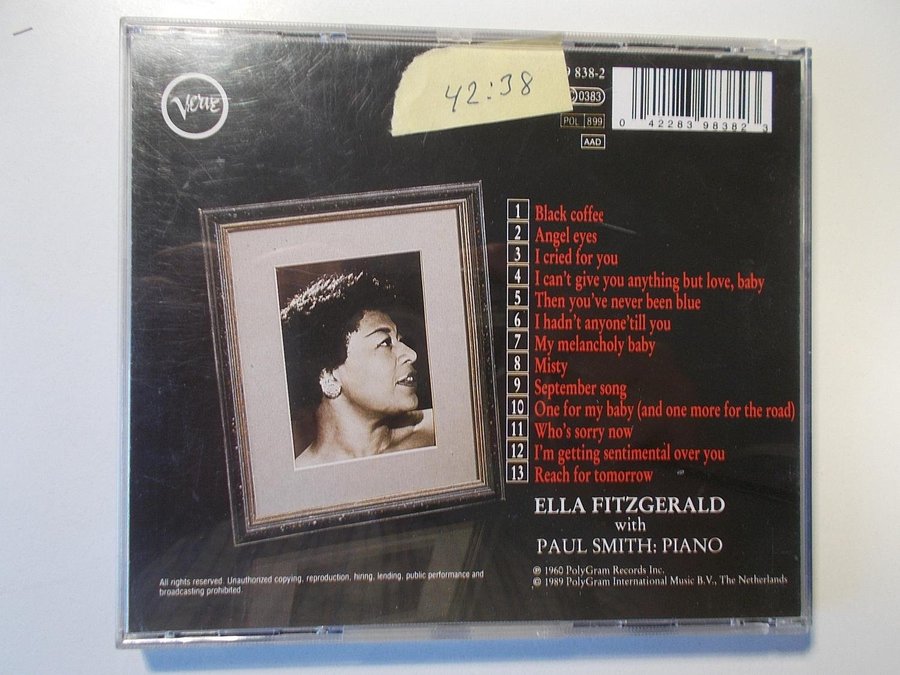 VERVE
42:38
838-2
0383
POL 899
AAD
0 42283 98382 3
1 Black coffee
2 Angel eyes
3 I cried for you
4 I can't give you anything but love, baby
5 Then you've never been blue
6 I hadn't anyone'till you
7 My melancholy baby
8 Misty
9 September song
10 One for my baby (and one more for the road)
11 Who's sorry now
12 I'm getting sentimental over you
13 Reach for tomorrow
ELLA FITZGERALD
with
PAUL SMITH: PIANO
℗ 1960 PolyGram Records Inc.
© 1989 PolyGram International Music B.V., The Netherlands
All rights reserved. Unauthorized copying, reproduction, hiring, lending, public performance and
broadcasting prohibited.